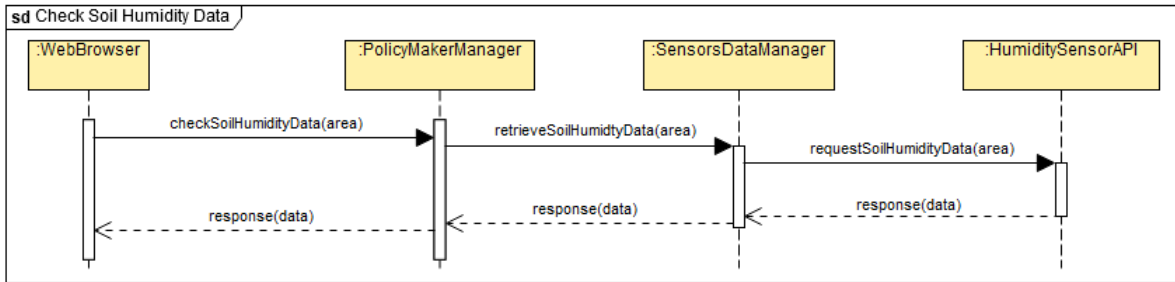 sd Check Soil Humidity Data
:WebBrowser
:PolicyMakerManager
:SensorsDataManager
:HumiditySensorAPI
checkSoilHumidityData(area)
retrieveSoilHumidtyData(area)
requestSoilHumidityData(area)
response(data)
response(data)
response(data)